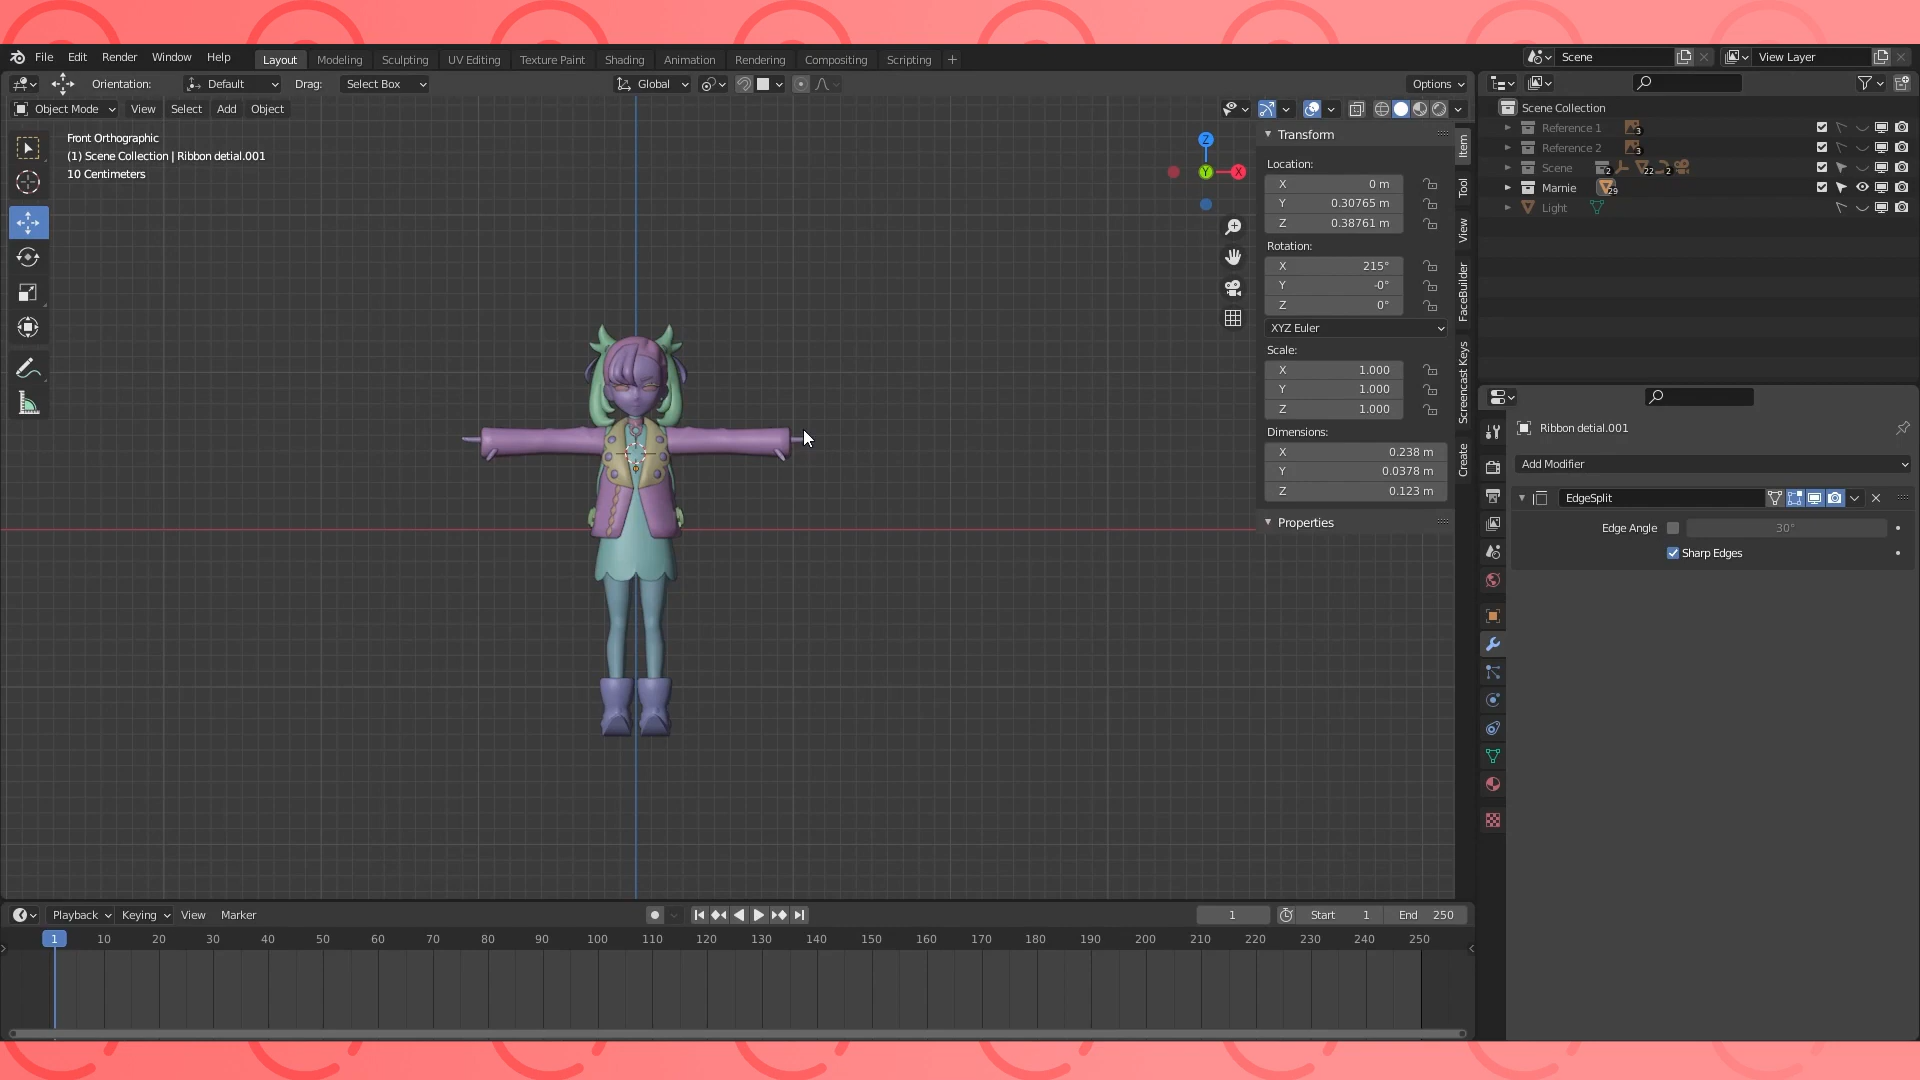 File Edit Render Window Help Layout Modeling Sculpting UV Editing Texture Paint Shading Animation Rendering Compositing Scripting + Scene View Layer
Orientation: Default Drag: Select Box Global Options
Object Mode View Select Add Object
Front Orthographic
(1) Scene Collection | Ribbon detial.001
10 Centimeters
Z
Y
X
Transform
Location:
X 0 m
Y 0.30765 m
Z 0.38761 m
Rotation:
X 215°
Y -0°
Z 0°
XYZ Euler
Scale:
X 1.000
Y 1.000
Z 1.000
Dimensions:
X 0.238 m
Y 0.0378 m
Z 0.123 m
Properties
Item
Tool
View
FaceBuilder
Screencast Keys
Create
Scene Collection
Reference 1 3
Reference 2 3
Scene 2 22 2
Marnie 29
Light
Ribbon detial.001
Add Modifier
EdgeSplit
Edge Angle 30°
Sharp Edges
Playback Keying View Marker 1 Start 1 End 250
1 10 20 30 40 50 60 70 80 90 100 110 120 130 140 150 160 170 180 190 200 210 220 230 240 250